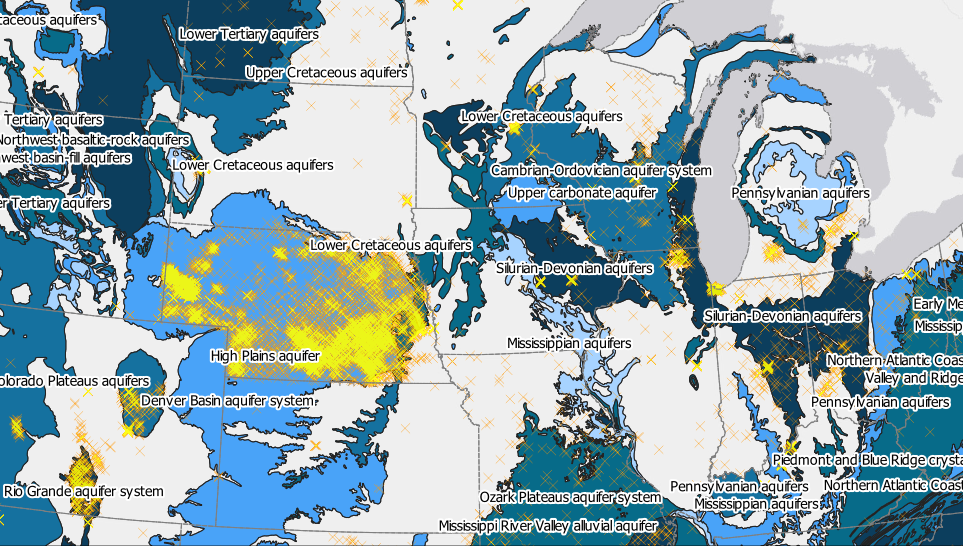 taceous aquifers
Lower Tertiary aquifers
Upper Cretaceous aquifers
Lower Cretaceous aquifers
Tertiary aquifers
Northwest basaltic-rock aquifers
west basin-fill aquifers
Lower Cretaceous aquifers
Cambrian-Ordovician aquifer system
Upper carbonate aquifer
Pennsylvanian aquifers
er Tertiary aquifers
Lower Cretaceous aquifers
Silurian-Devonian aquifers
Early Me
Silurian-Devonian aquifers
Mississip
Mississippian aquifers
High Plains aquifer
Northern Atlantic Coas
Valley and Ridge
olorado Plateaus aquifers
Denver Basin aquifer system
Pennsylvanian aquifers
Piedmont and Blue Ridge crysta
Rio Grande aquifer system
Pennsylvanian aquifers
Northern Atlantic Coast
Ozark Plateaus aquifer system
Mississippian aquifers
Mississippi River Valley alluvial aquifer